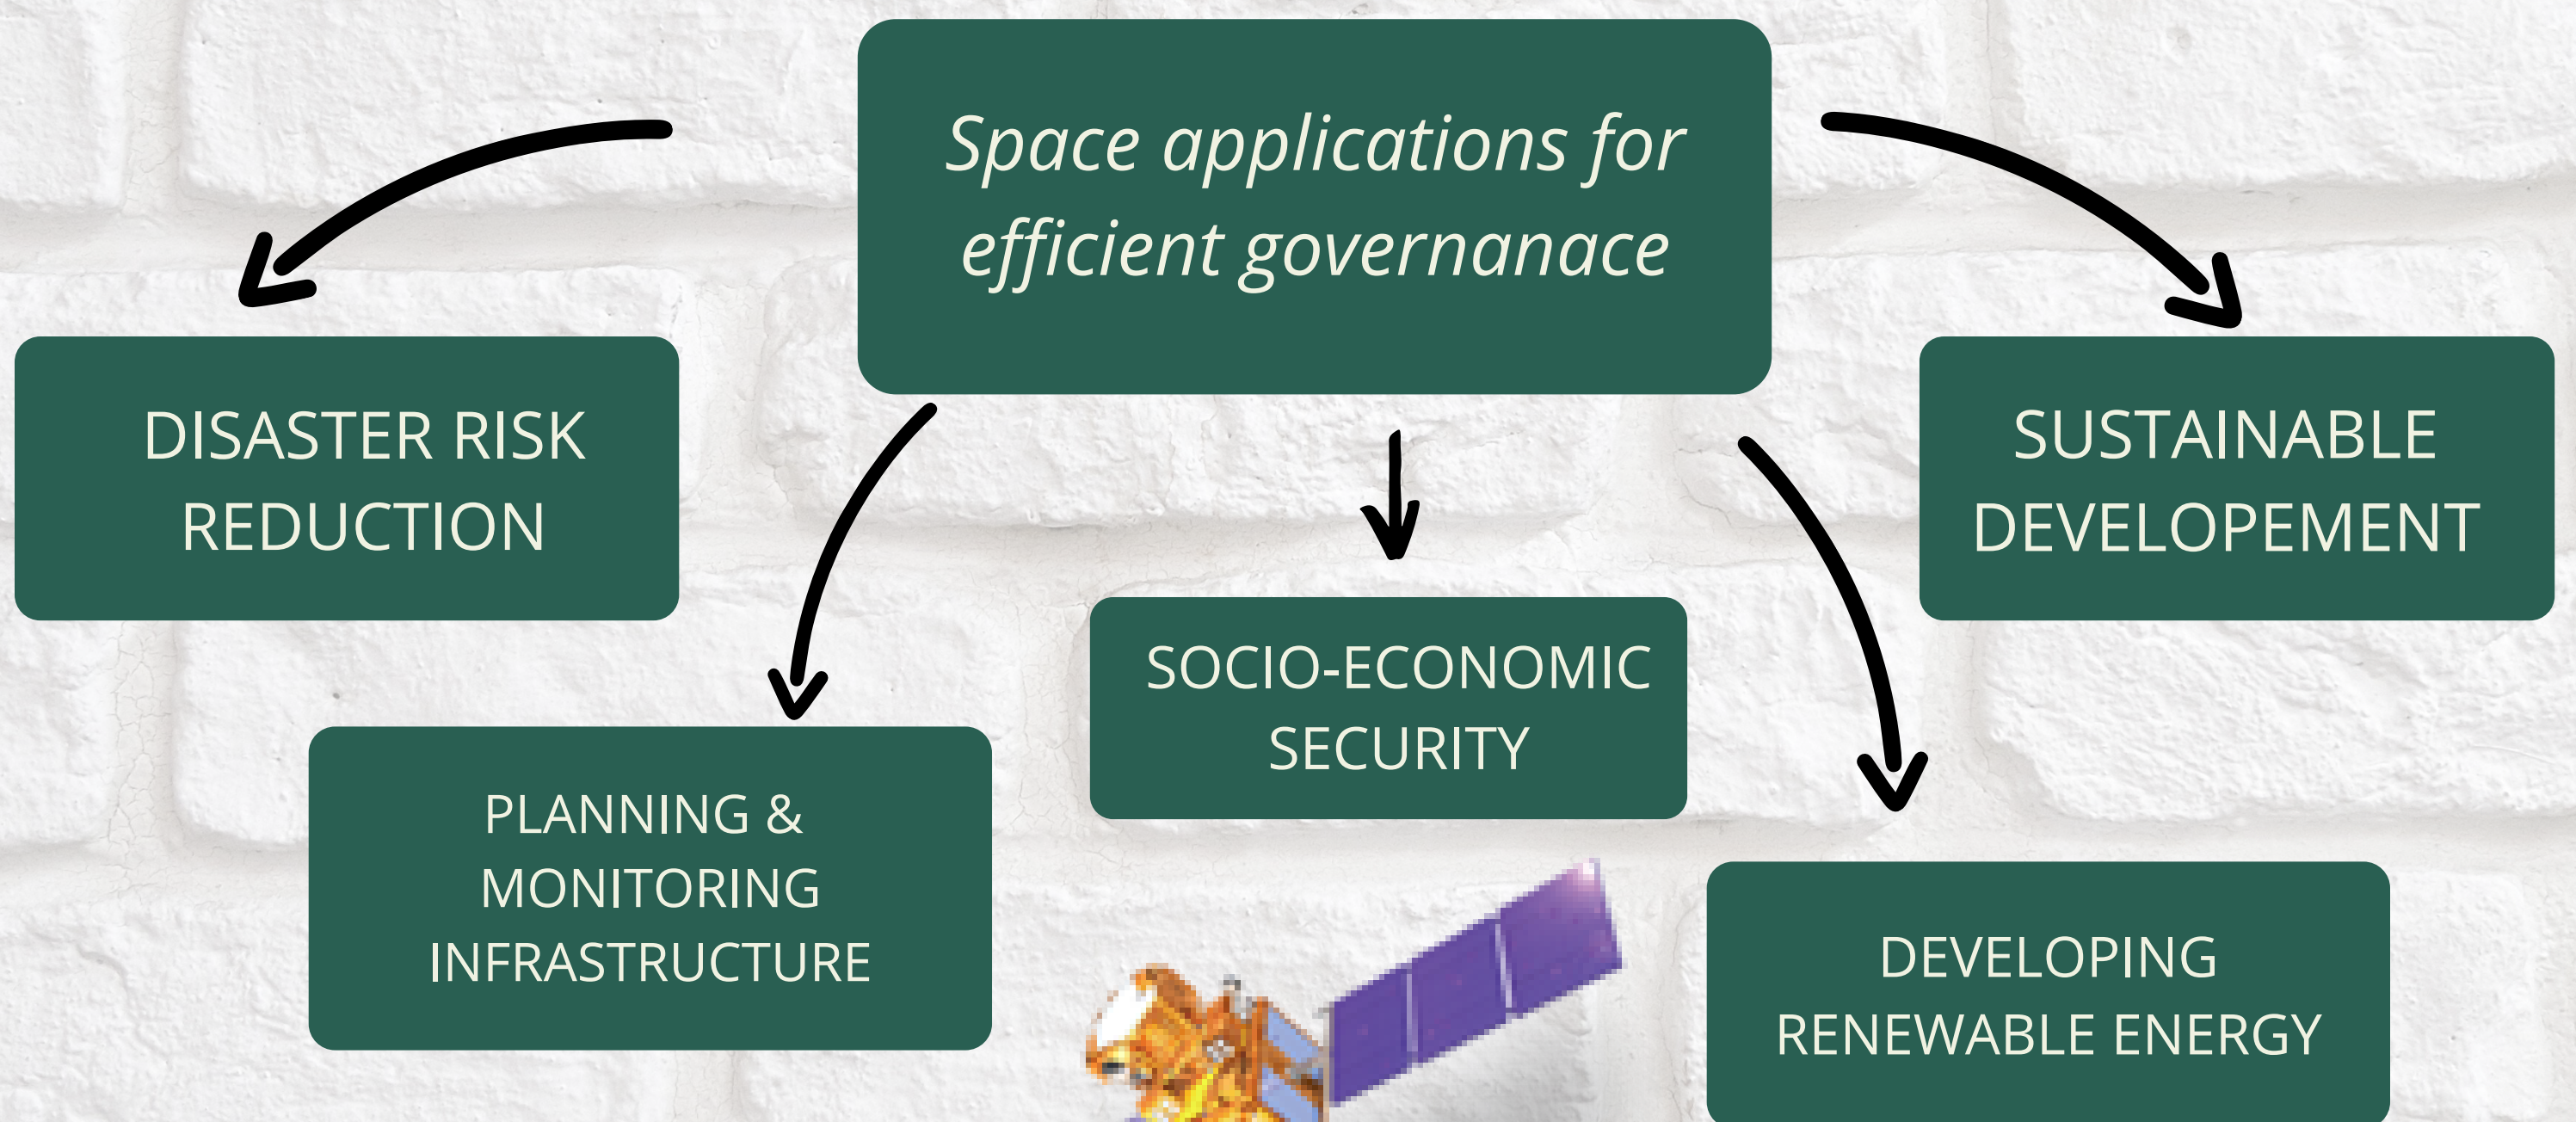 Space applications for
efficient governanace
DISASTER RISK
REDUCTION
SUSTAINABLE
DEVELOPEMENT
SOCIO-ECONOMIC
SECURITY
PLANNING &
MONITORING
INFRASTRUCTURE
DEVELOPING
RENEWABLE ENERGY